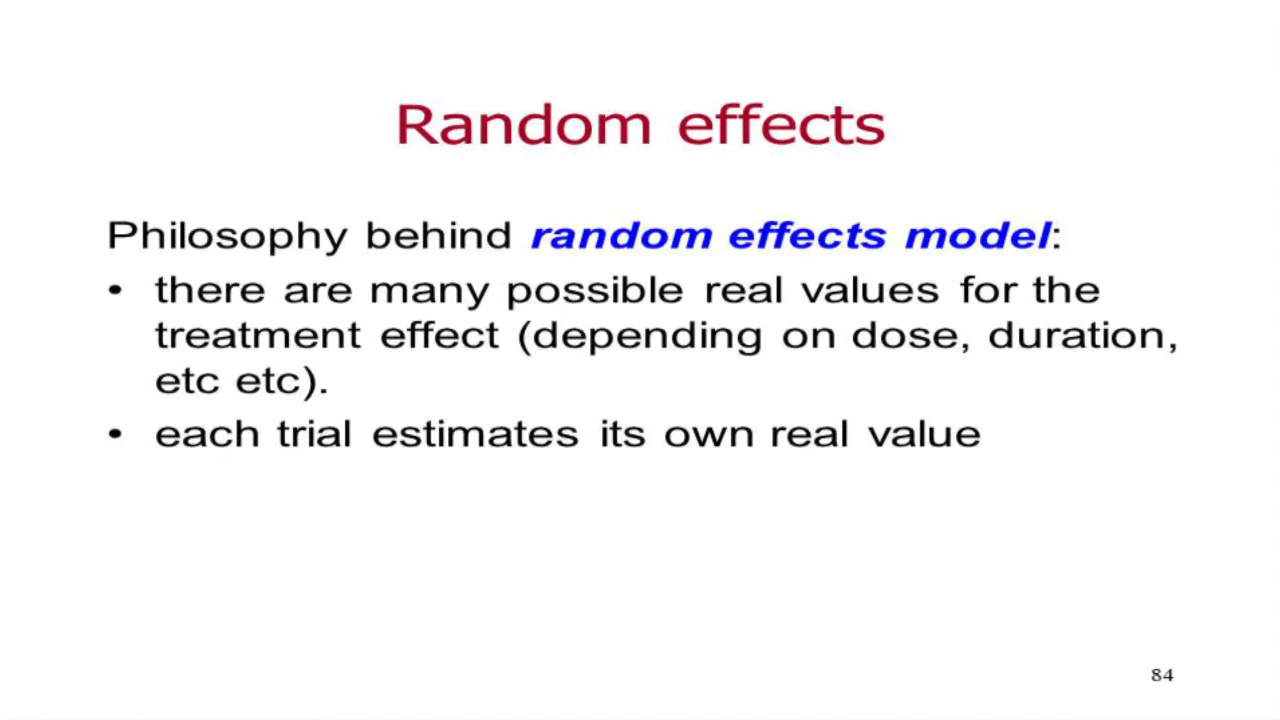 Random effects
Philosophy behind random effects model:
• there are many possible real values for the
treatment effect (depending on dose, duration,
etc etc).
• each trial estimates its own real value
84